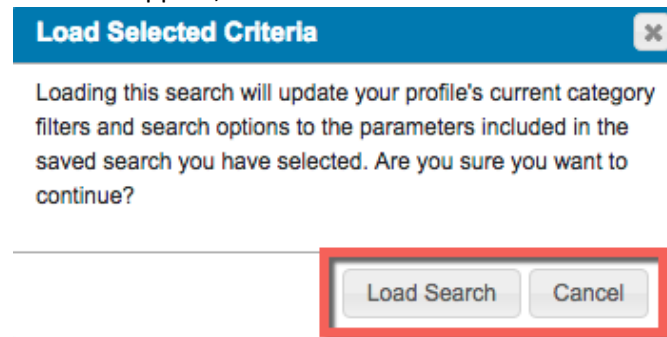 Load Selected Criteria
Loading this search will update your profile's current category
filters and search options to the parameters included in the
saved search you have selected. Are you sure you want to
continue?
Load Search Cancel